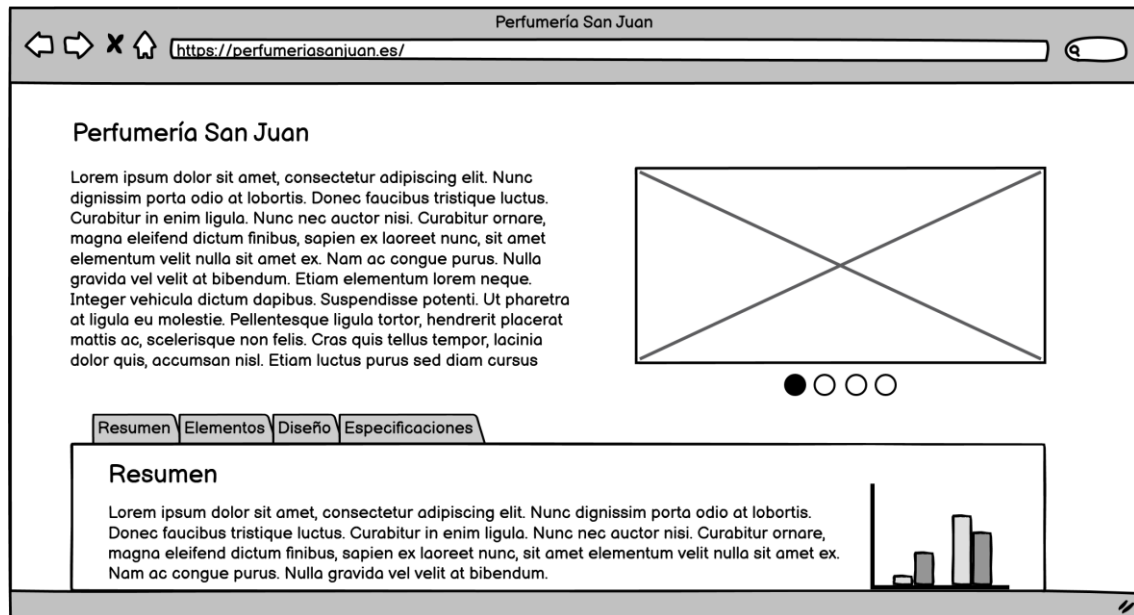 Perfumería San Juan
https://perfumeriasanjuan.es/
Perfumería San Juan
Lorem ipsum dolor sit amet, consectetur adipiscing elit. Nunc
dignissim porta odio at lobortis. Donec faucibus tristique luctus.
Curabitur in enim ligula. Nunc nec auctor nisi. Curabitur ornare,
magna eleifend dictum finibus, sapien ex laoreet nunc, sit amet
elementum velit nulla sit amet ex. Nam ac congue purus. Nulla
gravida vel velit at bibendum. Etiam elementum lorem neque.
Integer vehicula dictum dapibus. Suspendisse potenti. Ut pharetra
at ligula eu molestie. Pellentesque ligula tortor, hendrerit placerat
mattis ac, scelerisque non felis. Cras quis tellus tempor, lacinia
dolor quis, accumsan nisl. Etiam luctus purus sed diam cursus
Resumen Elementos Diseño Especificaciones
Resumen
Lorem ipsum dolor sit amet, consectetur adipiscing elit. Nunc dignissim porta odio at lobortis.
Donec faucibus tristique luctus. Curabitur in enim ligula. Nunc nec auctor nisi. Curabitur ornare,
magna eleifend dictum finibus, sapien ex laoreet nunc, sit amet elementum velit nulla sit amet ex.
Nam ac congue purus. Nulla gravida vel velit at bibendum.